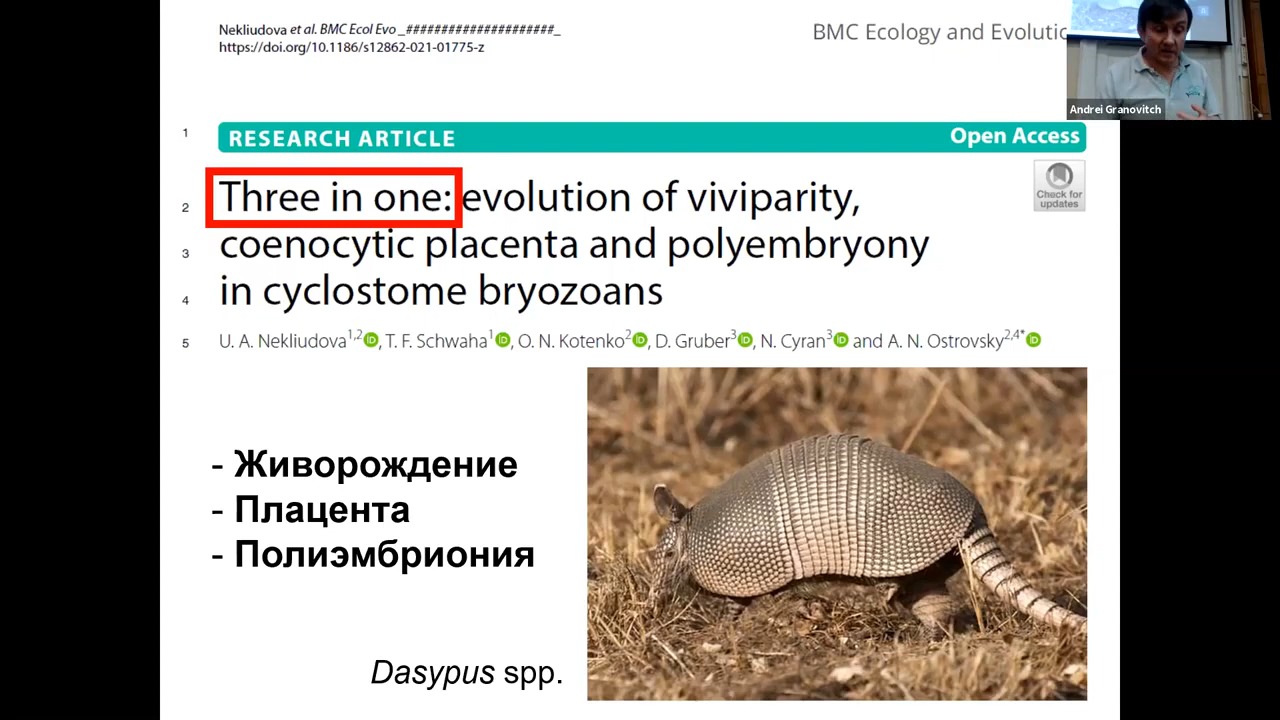 Nekliudova et al. BMC Ecol Evo _####################_
https://doi.org/10.1186/s12862-021-01775-z
BMC Ecology and Evolutio
Andrei Granovitch
1 RESEARCH ARTICLE Open Access
Check for
updates
2 Three in one: evolution of viviparity,
3 coenocytic placenta and polyembryony
4 in cyclostome bryozoans
5 U. A. Nekliudova1,2, T. F. Schwaha1, O. N. Kotenko2, D. Gruber3, N. Cyran3 and A. N. Ostrovsky2,4*
- Живорождение
- Плацента
- Полиэмбриония
Dasypus spp.